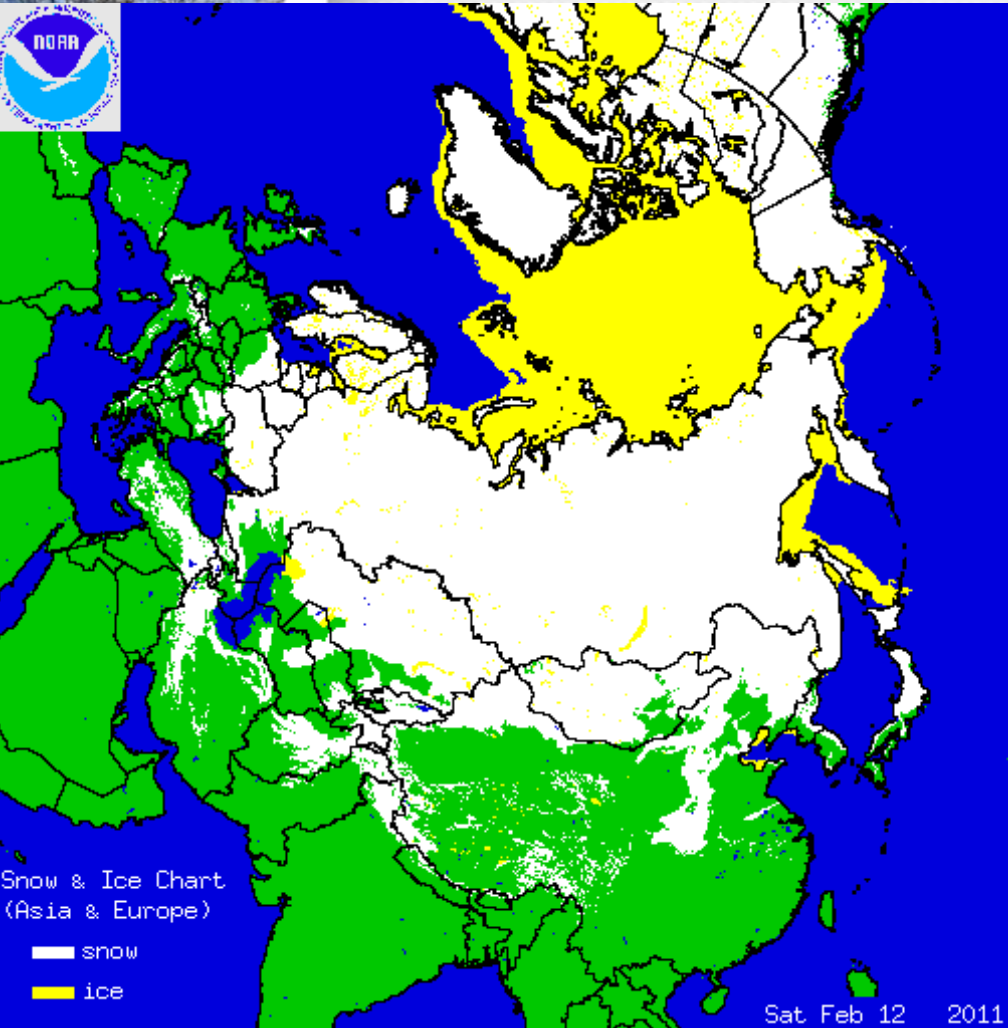 NOAA
Snow & Ice Chart
(Asia & Europe)
snow
ice
Sat Feb 12 2011